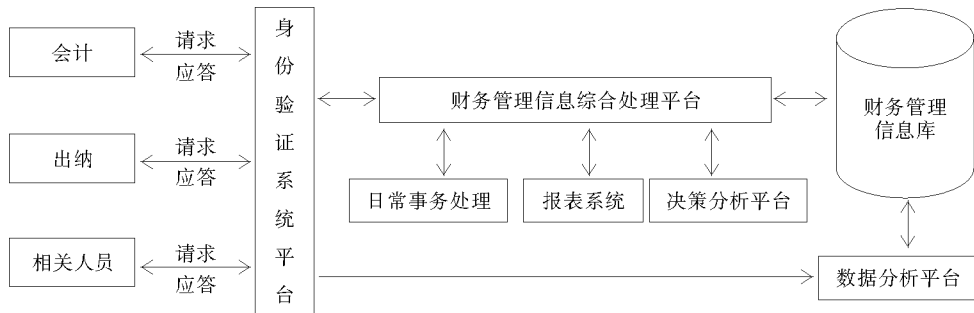 会计
请求
应答
出纳
请求
应答
相关人员
请求
应答
身份验证系统平台
财务管理信息综合处理平台
日常事务处理
报表系统
决策分析平台
财务管理
信息库
数据分析平台